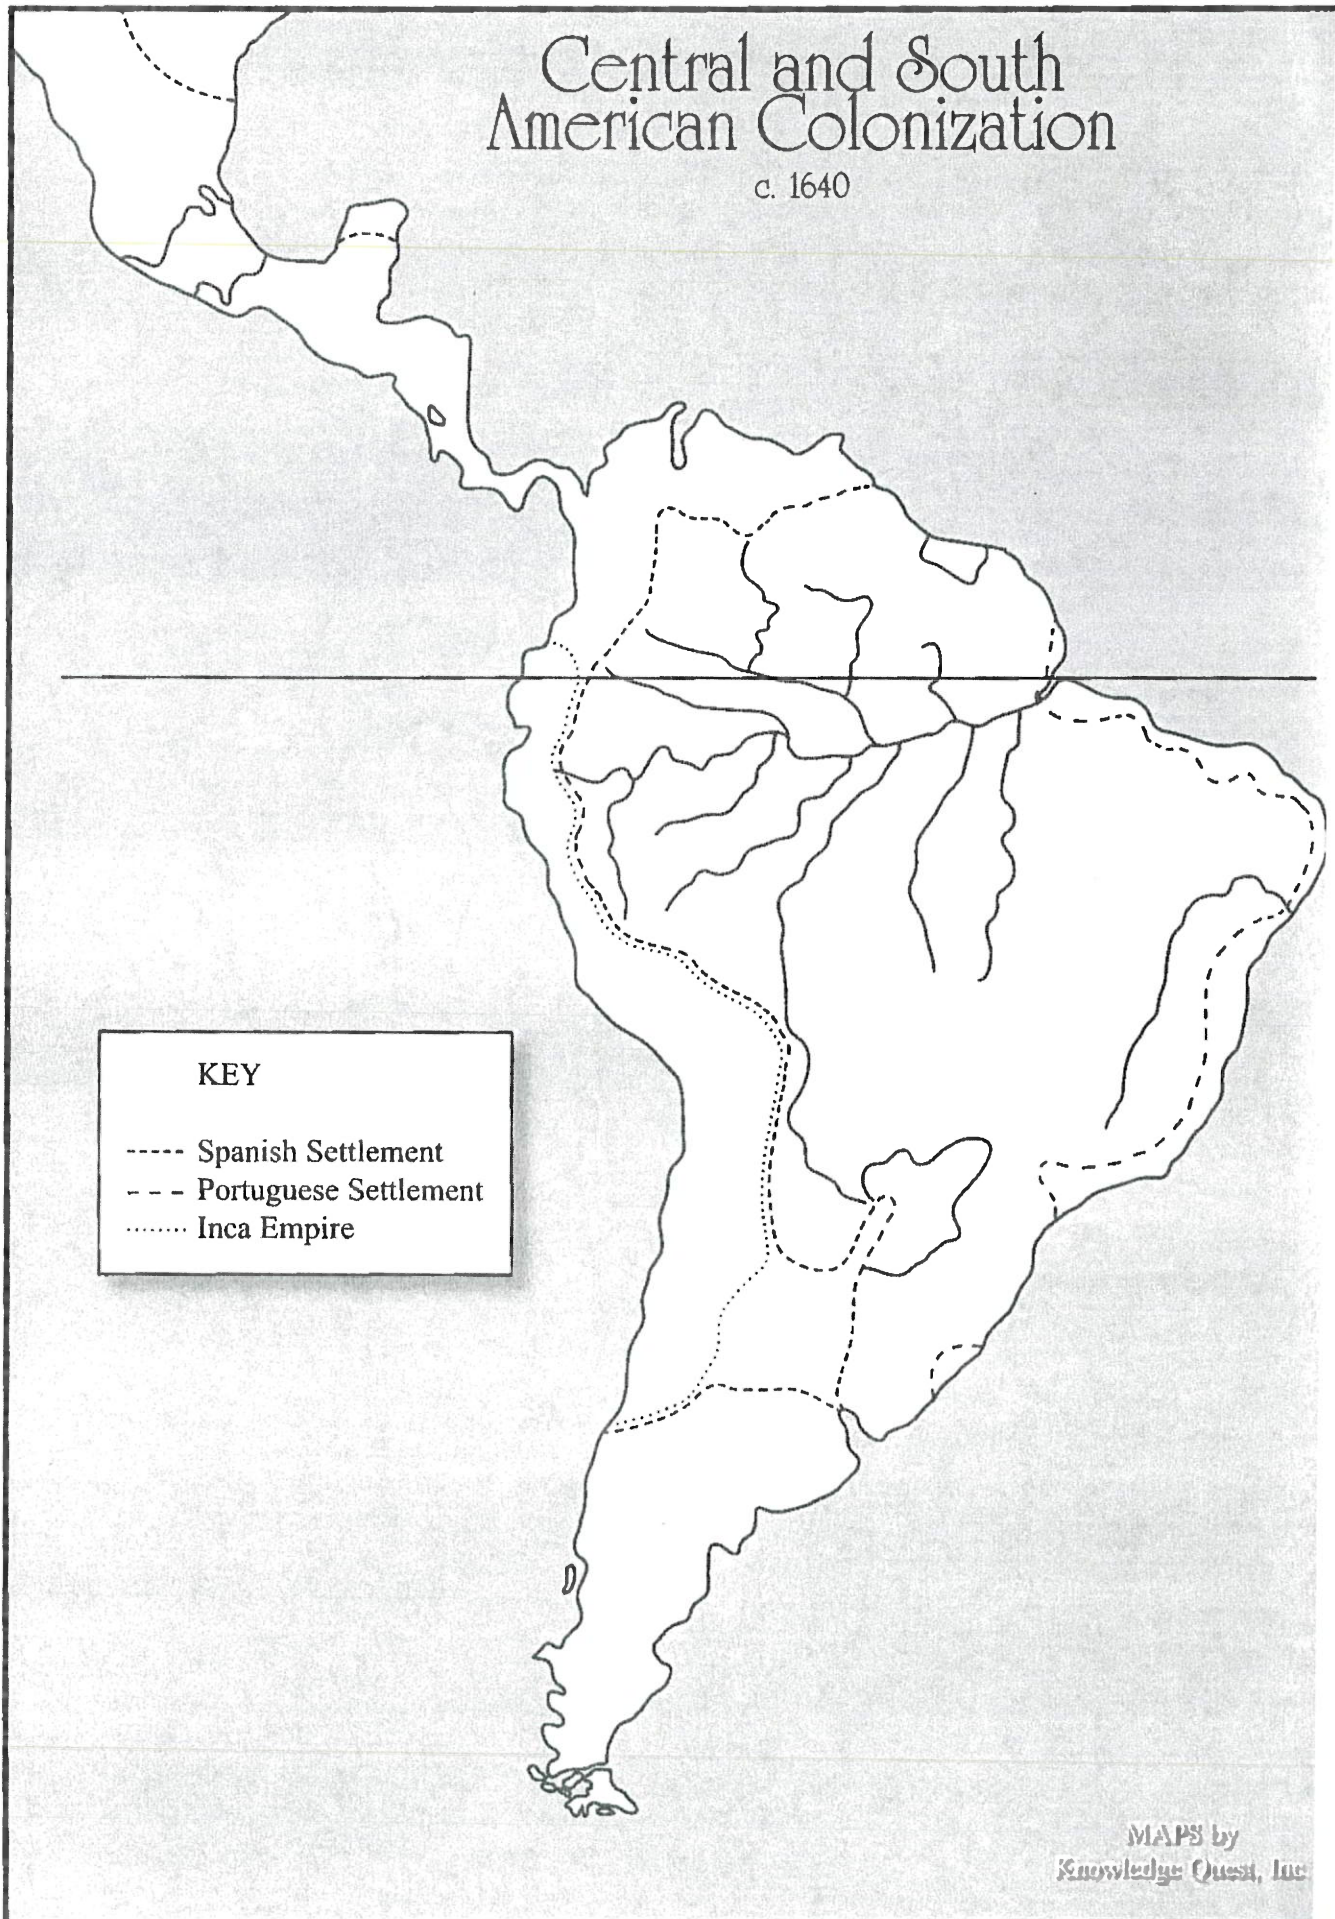 Central and South
American Colonization
c. 1640
KEY
Spanish Settlement
Portuguese Settlement
Inca Empire
MAPS by
Knowledge Quest, Inc